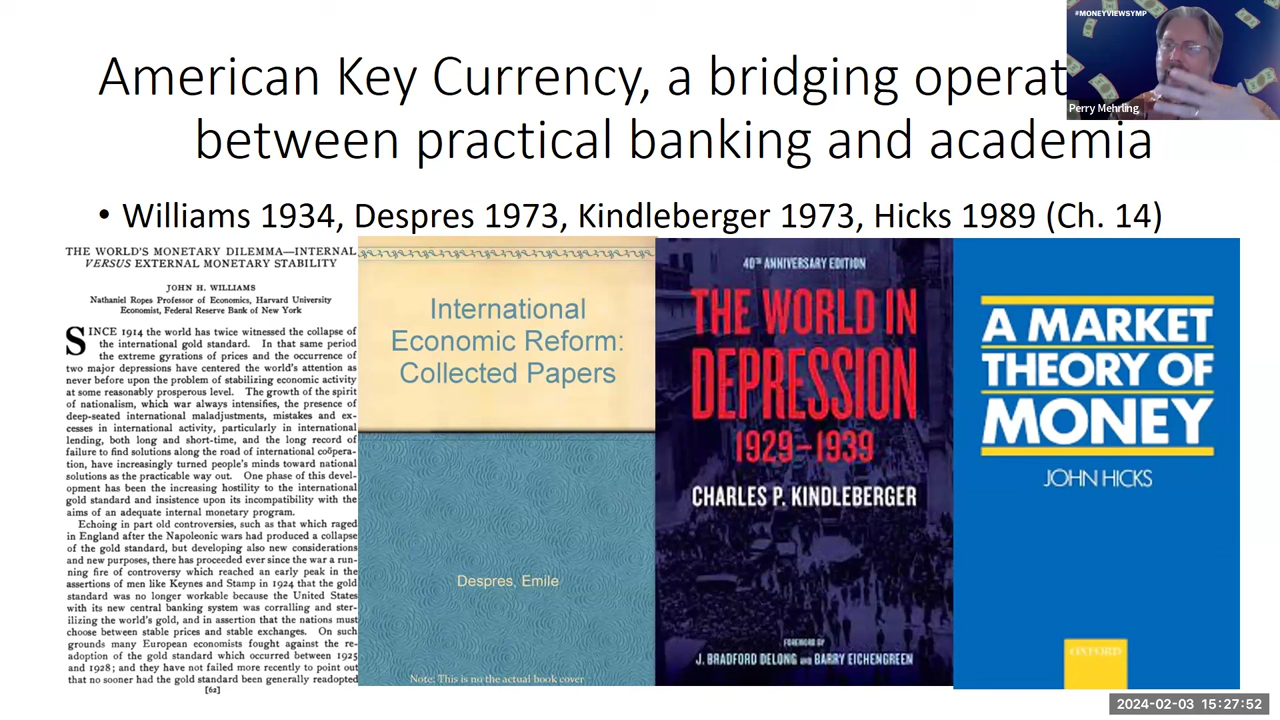 #MONEYVIEWSYMP
Perry Mehrling
American Key Currency, a bridging operat
between practical banking and academia
• Williams 1934, Despres 1973, Kindleberger 1973, Hicks 1989 (Ch. 14)
THE WORLD'S MONETARY DILEMMA—INTERNAL
VERSUS EXTERNAL MONETARY STABILITY
JOHN H. WILLIAMS
Nathaniel Ropes Professor of Economics, Harvard University
Economist, Federal Reserve Bank of New York
SINCE 1914 the world has twice witnessed the collapse of
the international gold standard. In that same period
the extreme gyrations of prices and the occurrence of
two major depressions have centered the world's attention as
never before upon the problem of stabilizing economic activity
at some reasonably prosperous level. The growth of the spirit
of nationalism, which war always intensifies, the presence of
deep-seated international maladjustments, mistakes and ex-
cesses in international activity, particularly in international
lending, both long and short-time, and the long record of
failure to find solutions along the road of international coöpera-
tion, have increasingly turned people's minds toward national
solutions as the practicable way out. One phase of this devel-
opment has been the increasing hostility to the international
gold standard and insistence upon its incompatibility with the
aims of an adequate internal monetary program.
Echoing in part old controversies, such as that which raged
in England after the Napoleonic wars had produced a collapse
of the gold standard, but developing also new considerations
and new purposes, there has proceeded ever since the war a run-
ning fire of controversy which reached an early peak in the
assertions of men like Keynes and Stamp in 1924 that the gold
standard was no longer workable because the United States
with its new central banking system was corralling and ster-
ilizing the world's gold, and in assertion that the nations must
choose between stable prices and stable exchanges. On such
grounds many European economists fought against the re-
adoption of the gold standard which occurred between 1925
and 1928; and they have not failed more recently to point out
that no sooner had the gold standard been generally readopted
[62]
International
Economic Reform:
Collected Papers
Despres, Emile
Note: This is no the actual book cover
40TH ANNIVERSARY EDITION
THE WORLD IN
DEPRESSION
1929–1939
CHARLES P. KINDLEBERGER
FOREWORD BY
J. BRADFORD DELONG AND BARRY EICHENGREEN
A MARKET
THEORY OF
MONEY
JOHN HICKS
OXFORD
2024-02-03 15:27:52